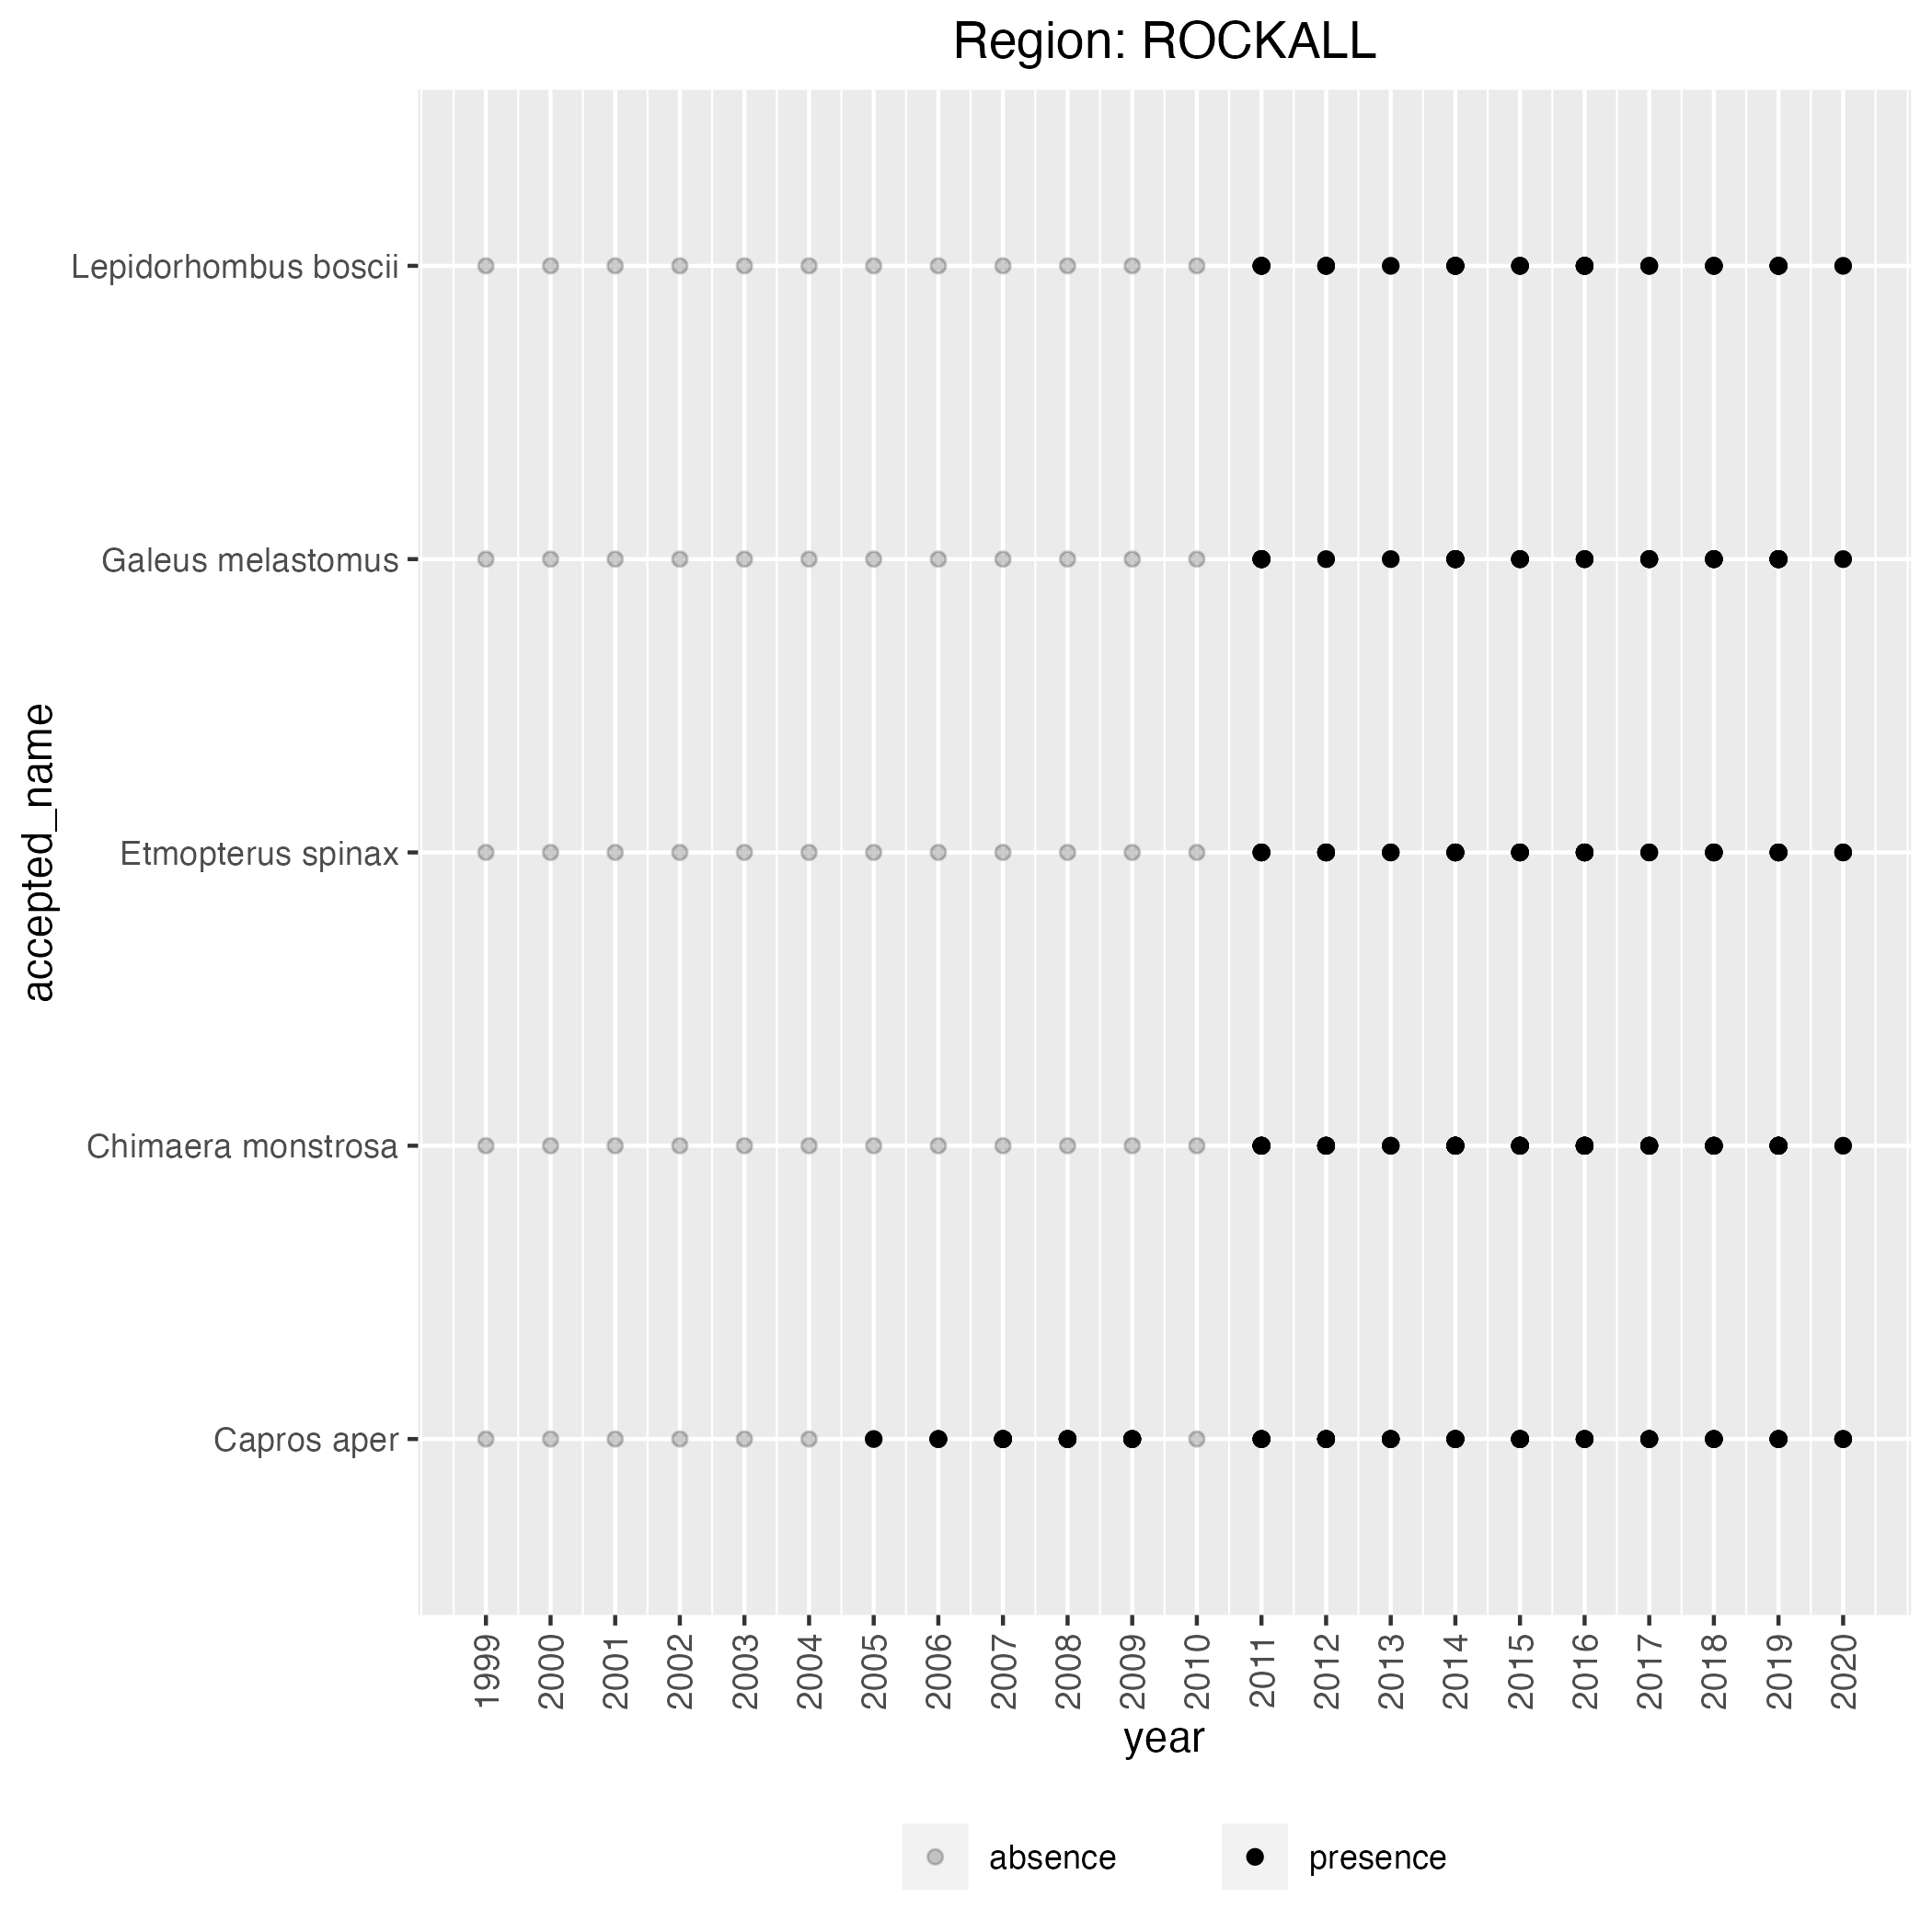 Region: ROCKALL
accepted_name
Lepidorhombus boscii
Galeus melastomus
Etmopterus spinax
Chimaera monstrosa
Capros aper
1999 2000 2001 2002 2003 2004 2005 2006 2007 2008 2009 2010 2011 2012 2013 2014 2015 2016 2017 2018 2019 2020
year
absence presence